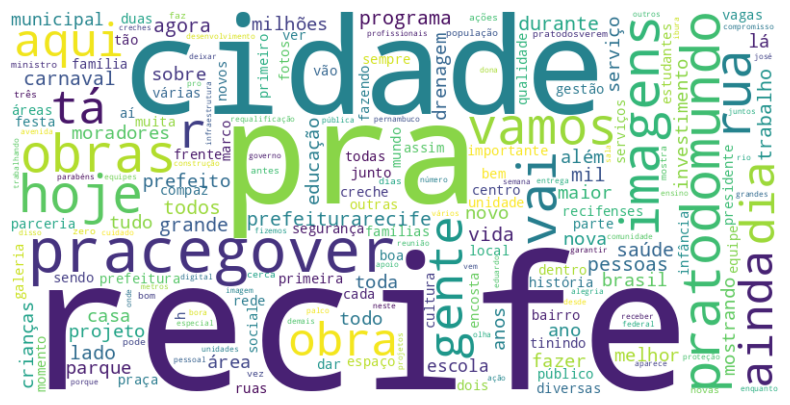 municipal
duas
faz
creches
agora
milhões
programa
durante
ver
pratodosverem
ações
população
profissionais
compromisso
vagas
outros
aqui
cidade
imagens
rua
lá
tão
desenvolvimento
deixar
família
sobre
primeiro
fotos
vão
sempre
fazendo
drenagem
qualidade
gestão
serviço
ministro
carnaval
várias
novos
pro
dona
estudantes
josé
trabalho
investimento
pratodomundo
dia
tá
r
pra
vamos
três
áreas
festa
aí
infraestrutura
requalificação
pública
pernambuco
juntos
avenida
moradores
muita
marco
educação
mundo
assim
importante
serviços
obras
frente
todas
além
rio
trabalhando
parabéns
equipes
prefeito
governo
construção
antes
creche
junto
dias
número
bem
semana
centro
mil
maior
presidente
mostra
ensino
hoje
compaz
outras
unidade
entrega
vai
parceria
tudo
todos
prefeiturarecife
novo
recifenses
grandes
disso
zero
cuidado
grande
fizemos
segurança
famílias
vários
vida
parte
infância
equipe
comunidade
pracegover
gente
reunião
local
nova
saúde
garantir
galeria
sendo
prefeitura
primeira
boa
pessoas
mostrando
ainda
digital
cerca
apoio
vem
eduardo
dentro
brasil
onde
metros
imagem
toda
cultura
encosta
história
alegria
desde
casa
rede
cada
neste
bom
bora
social
anos
bairro
ano
crianças
projeto
h
especial
palco
demais
todo
olha
tinindo
receber
federal
proteção
recife
obra
momento
lado
pode
área
unidades
projetos
escola
fazer
melhor
parque
pessoal
vez
dar
espaço
ação
público
aparece
novas
porque
praça
ruas
dois
diversas
enquanto